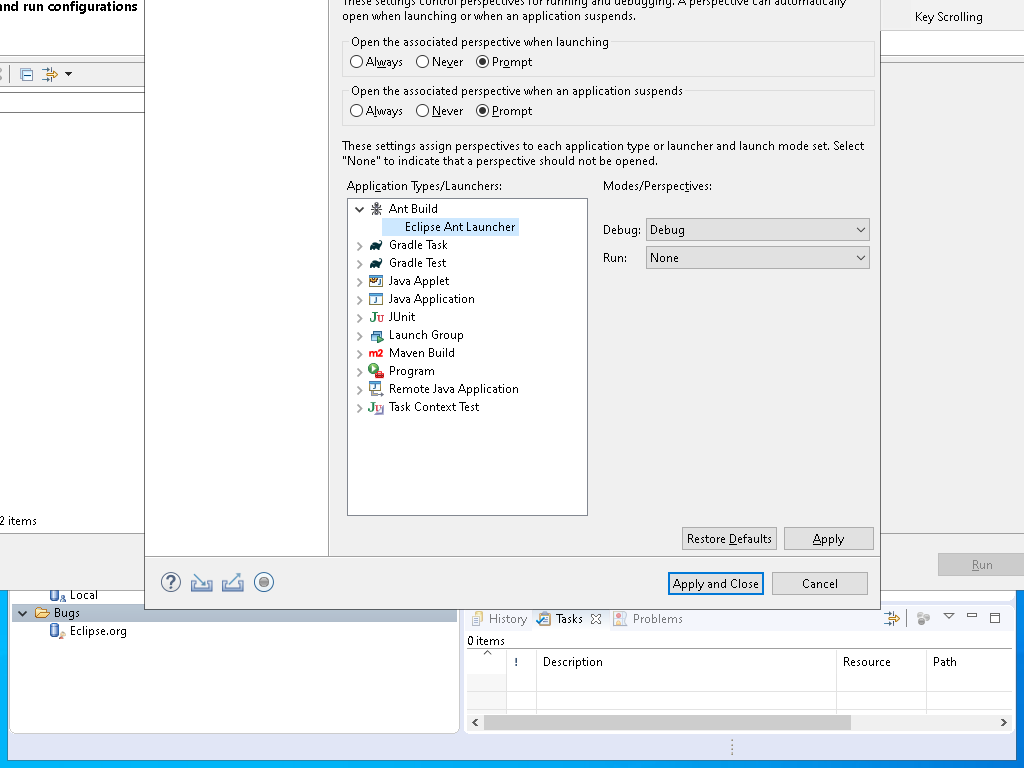 and run configurations
These settings control perspectives for running and debugging. A perspective can automatically
open when launching or when an application suspends.
Key Scrolling
Open the associated perspective when launching
Always Never Prompt
Open the associated perspective when an application suspends
Always Never Prompt
These settings assign perspectives to each application type or launcher and launch mode set. Select
"None" to indicate that a perspective should not be opened.
Application Types/Launchers:
Modes/Perspectives:
Ant Build
Eclipse Ant Launcher
Gradle Task
Gradle Test
Java Applet
Java Application
JUnit
Launch Group
Maven Build
Program
Remote Java Application
Task Context Test
Debug: Debug
Run: None
2 items
Restore Defaults Apply
Run
Apply and Close Cancel
Local
Bugs
Eclipse.org
History Tasks Problems
0 items
! Description Resource Path